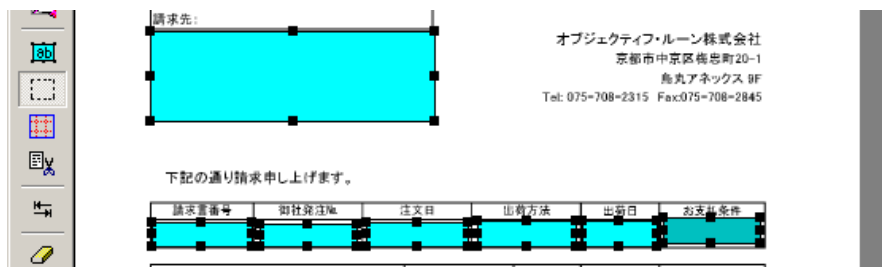 請求先:
オブジェクティフ・ルーン株式会社
京都市中京区梅忠町20-1
烏丸アネックス 9F
Tel: 075-708-2315 Fax:075-708-2845
ab
下記の通り請求申し上げます。
請求書番号 御社発注No. 注文日 出荷方法 出荷日 お支払条件